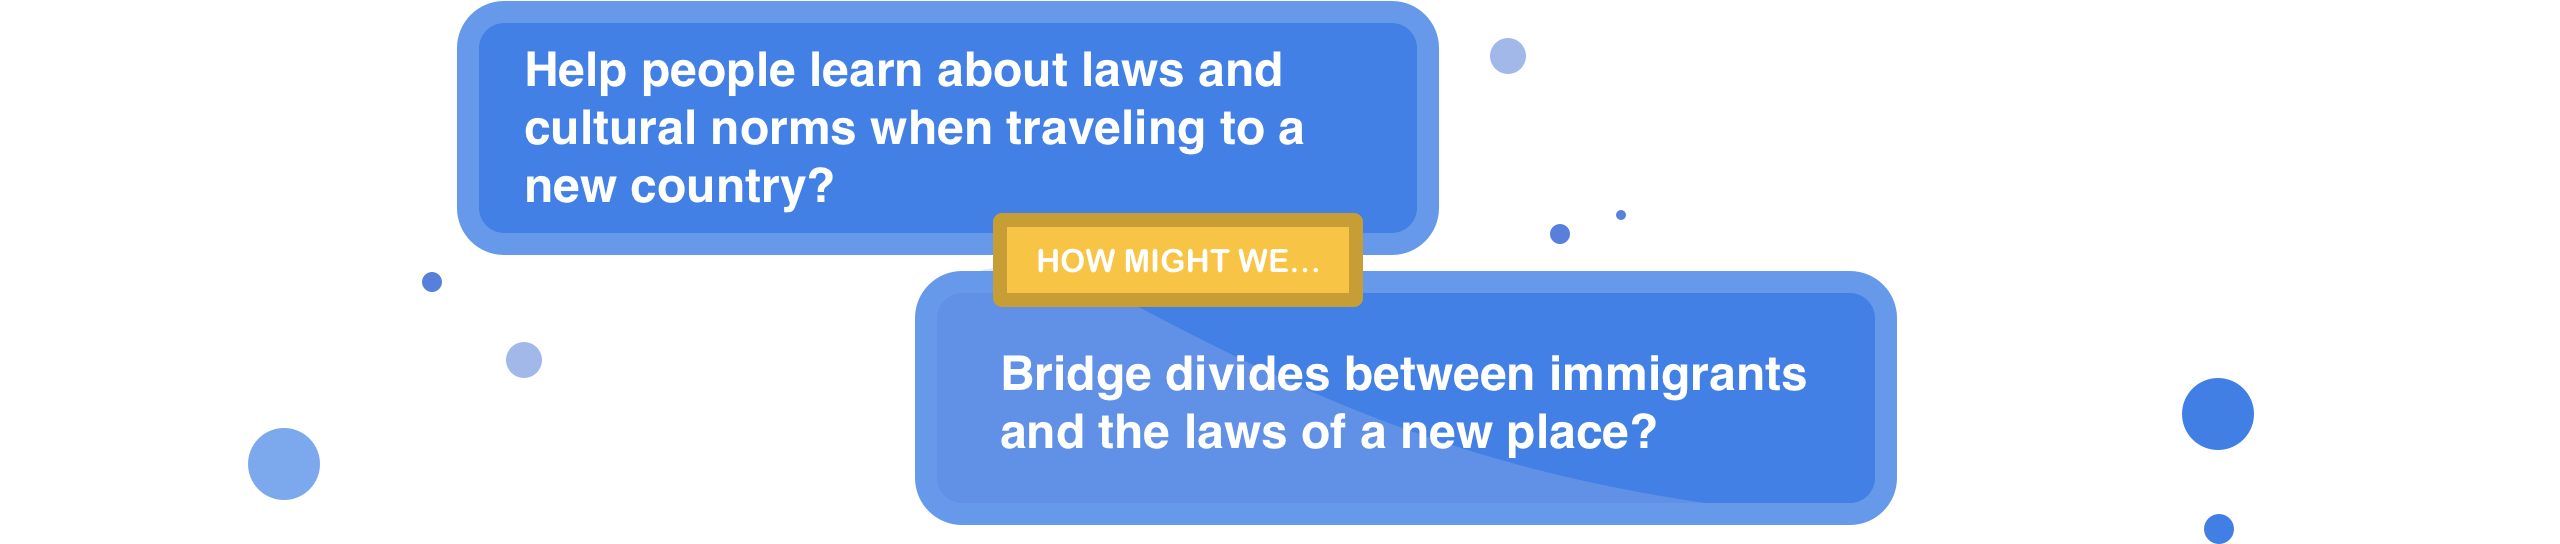 Help people learn about laws and
cultural norms when traveling to a
new country?
HOW MIGHT WE...
Bridge divides between immigrants
and the laws of a new place?